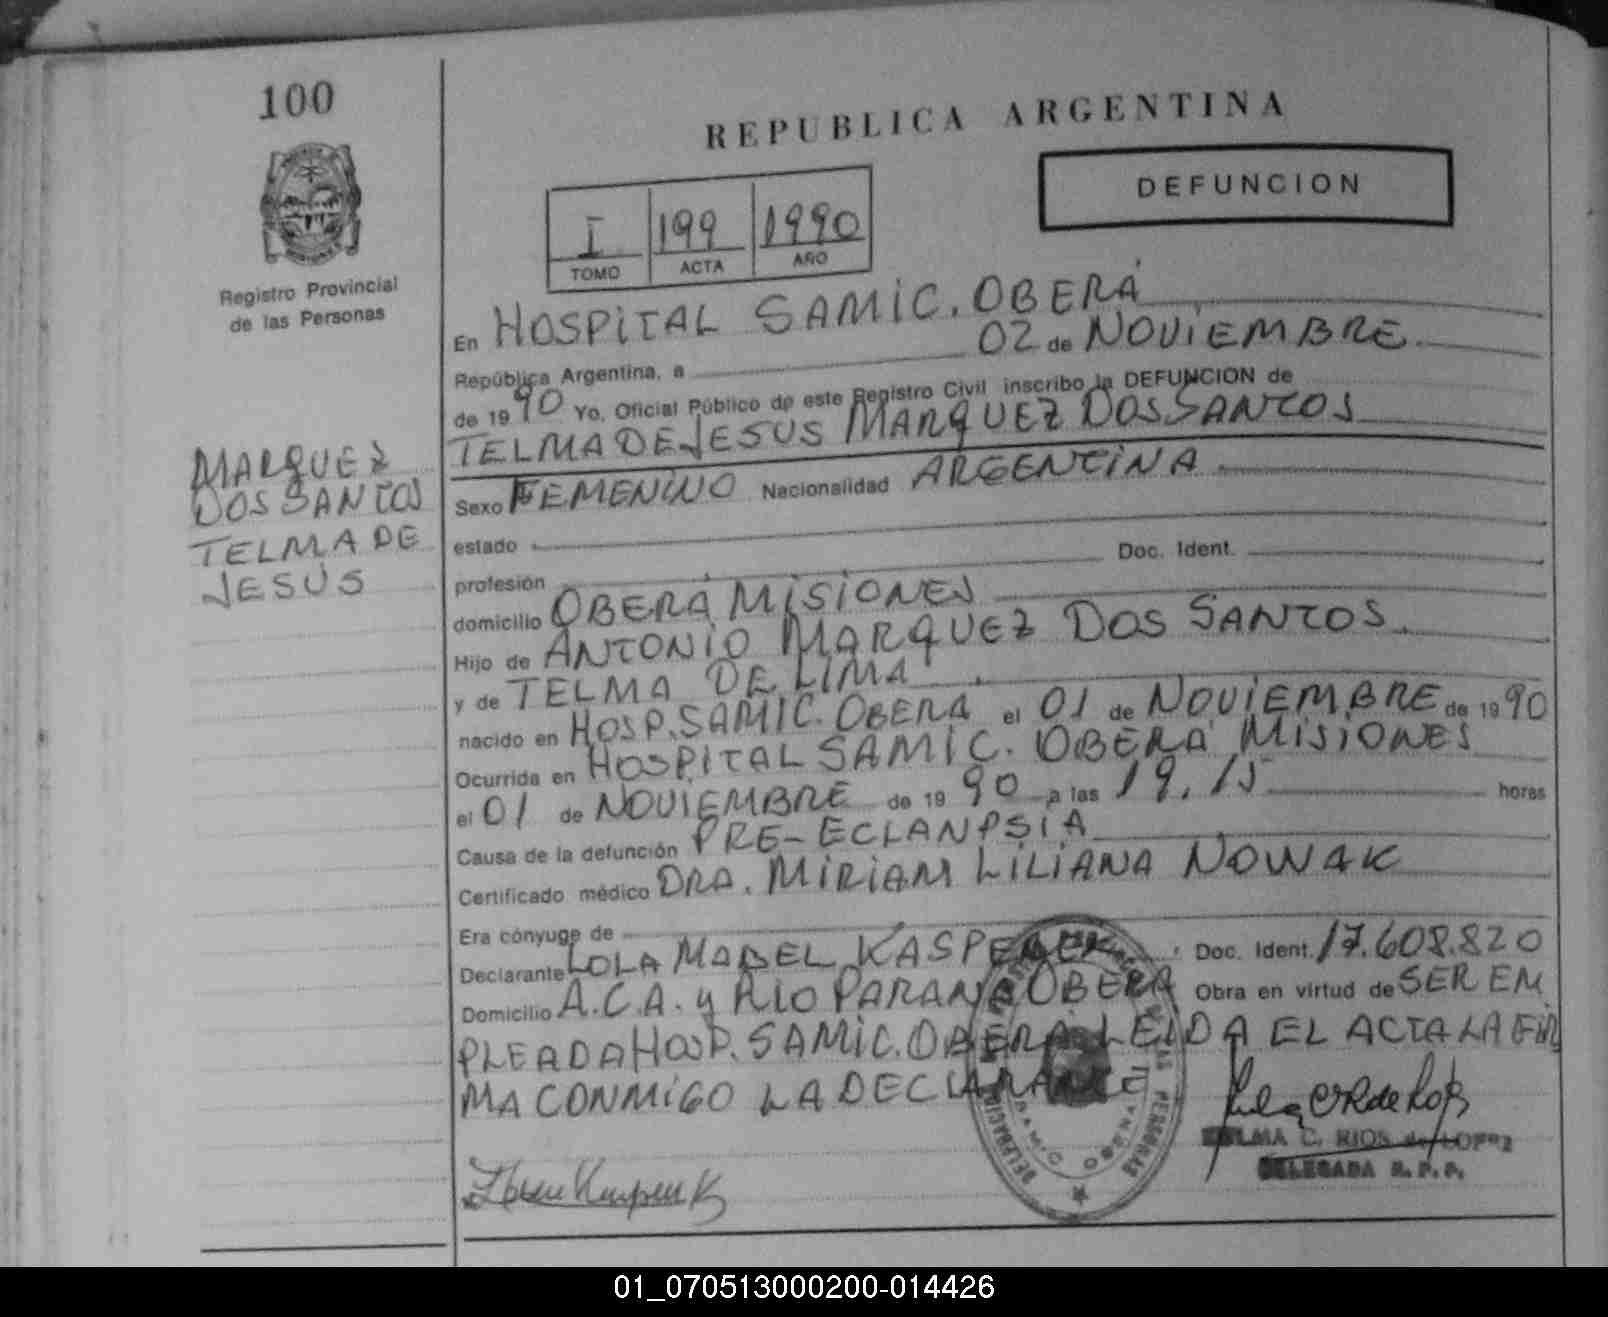 100
REPUBLICA ARGENTINA
DEFUNCION
I 199 1990
TOMO ACTA AÑO
Registro Provincial
de las Personas
En HOSPITAL SAMIC. OBERÁ
República Argentina, a 02 de NOVIEMBRE
de 1990 Yo, Oficial Público de este Registro Civil inscribo la DEFUNCION de
TELMA DE JESUS MARQUEZ DOS SANTOS
MARQUEZ
DOS SANTOS
TELMA DE
JESUS
Sexo FEMENINO Nacionalidad ARGENTINA
estado
profesión Doc. Ident.
domicilio OBERÁ MISIONES
Hijo de ANTONIO MARQUEZ DOS SANTOS.
y de TELMA DE LIMA
nacido en HOSP. SAMIC. OBERA el 01 de NOVIEMBRE de 1990
Ocurrida en HOSPITAL SAMIC. OBERÁ MISIONES
el 01 de NOVIEMBRE de 1990 a las 19.15 horas
Causa de la defunción PRE-ECLANPSIA
Certificado médico DRA. MIRIAM LILIANA NOWAK
Era cónyuge de
Declarante LOLA MABEL Doc. Ident. 17.608.820
Domicilio A.C.A. y RIO PARANA OBERA Obra en virtud de SER EM
PLEADA HOSP. SAMIC. OBERA LEIDA EL ACTA LA FIR
MA CONMIGO LA DECLARANTE
C. RIOS de LOPEZ
DELEGADA R. P. P.
01_070513000200-014426